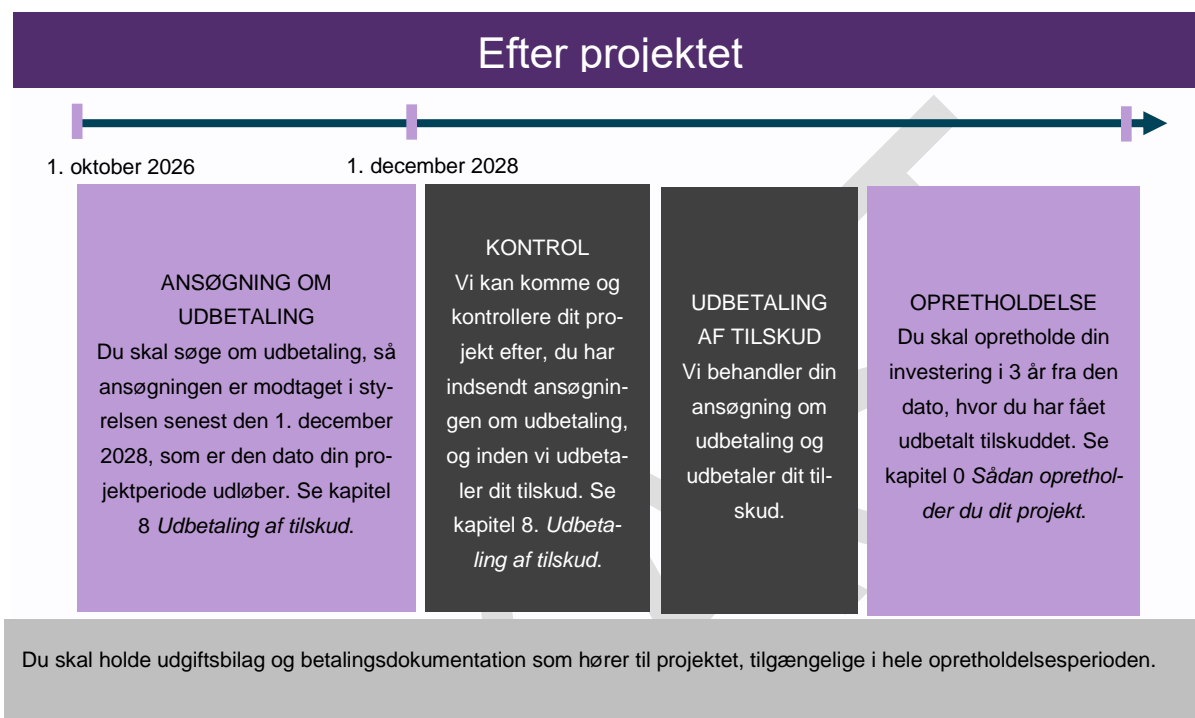 Efter projektet
1. oktober 2026
1. december 2028
ANSØGNING OM
UDBETALING
Du skal søge om udbetaling, så
ansøgningen er modtaget i sty-
relsen senest den 1. december
2028, som er den dato din pro-
jektperiode udløber. Se kapitel
8 Udbetaling af tilskud.
KONTROL
Vi kan komme og
kontrollere dit pro-
jekt efter, du har
indsendt ansøgnin-
gen om udbetaling,
og inden vi udbeta-
ler dit tilskud. Se
kapitel 8. Udbeta-
ling af tilskud.
UDBETALING
AF TILSKUD
Vi behandler din
ansøgning om
udbetaling og
udbetaler dit til-
skud.
OPRETHOLDELSE
Du skal opretholde din
investering i 3 år fra den
dato, hvor du har fået
udbetalt tilskuddet. Se
kapitel 0 Sådan oprethol-
der du dit projekt.
Du skal holde udgiftsbilag og betalingsdokumentation som hører til projektet, tilgængelige i hele opretholdelsesperioden.